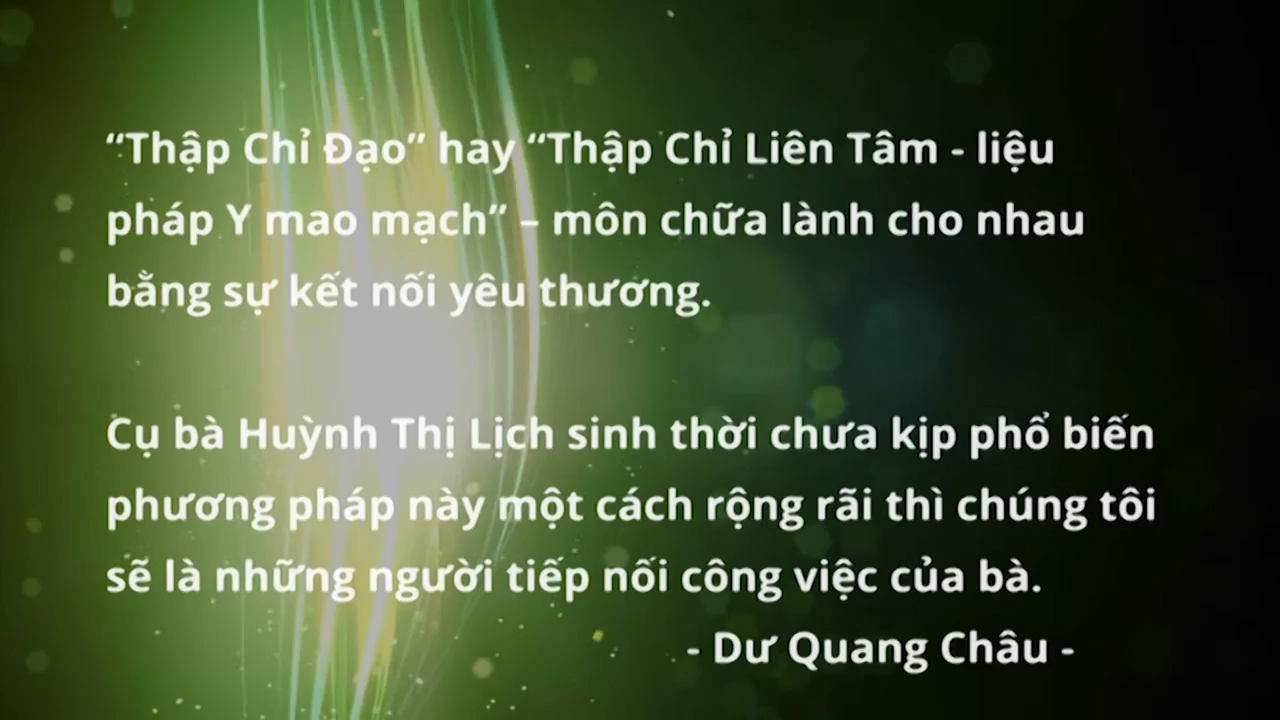 “Thập Chỉ Đạo” hay “Thập Chỉ Liên Tâm - liệu
pháp Y mao mạch” – môn chữa lành cho nhau
bằng sự kết nối yêu thương.
Cụ bà Huỳnh Thị Lịch sinh thời chưa kịp phổ biến
phương pháp này một cách rộng rãi thì chúng tôi
sẽ là những người tiếp nối công việc của bà.
- Dư Quang Châu -